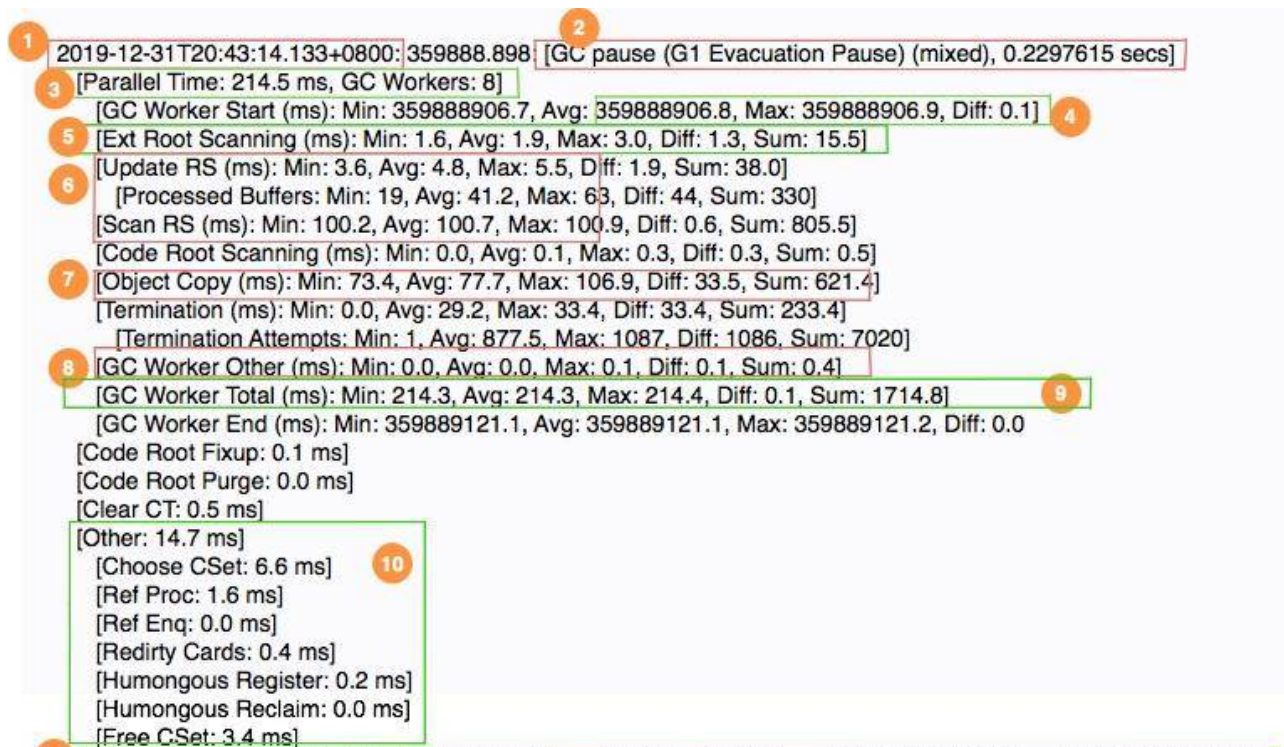 1 2
2019-12-31T20:43:14.133+0800: 359888.898: [GC pause (G1 Evacuation Pause) (mixed), 0.2297615 secs]
3 [Parallel Time: 214.5 ms, GC Workers: 8]
[GC Worker Start (ms): Min: 359888906.7, Avg: 359888906.8, Max: 359888906.9, Diff: 0.1] 4
5 [Ext Root Scanning (ms): Min: 1.6, Avg: 1.9, Max: 3.0, Diff: 1.3, Sum: 15.5]
6 [Update RS (ms): Min: 3.6, Avg: 4.8, Max: 5.5, Diff: 1.9, Sum: 38.0]
[Processed Buffers: Min: 19, Avg: 41.2, Max: 63, Diff: 44, Sum: 330]
[Scan RS (ms): Min: 100.2, Avg: 100.7, Max: 100.9, Diff: 0.6, Sum: 805.5]
[Code Root Scanning (ms): Min: 0.0, Avg: 0.1, Max: 0.3, Diff: 0.3, Sum: 0.5]
7 [Object Copy (ms): Min: 73.4, Avg: 77.7, Max: 106.9, Diff: 33.5, Sum: 621.4]
[Termination (ms): Min: 0.0, Avg: 29.2, Max: 33.4, Diff: 33.4, Sum: 233.4]
[Termination Attempts: Min: 1, Avg: 877.5, Max: 1087, Diff: 1086, Sum: 7020]
8 [GC Worker Other (ms): Min: 0.0, Avg: 0.0, Max: 0.1, Diff: 0.1, Sum: 0.4]
[GC Worker Total (ms): Min: 214.3, Avg: 214.3, Max: 214.4, Diff: 0.1, Sum: 1714.8] 9
[GC Worker End (ms): Min: 359889121.1, Avg: 359889121.1, Max: 359889121.2, Diff: 0.0
[Code Root Fixup: 0.1 ms]
[Code Root Purge: 0.0 ms]
[Clear CT: 0.5 ms]
[Other: 14.7 ms]
[Choose CSet: 6.6 ms] 10
[Ref Proc: 1.6 ms]
[Ref Enq: 0.0 ms]
[Redirty Cards: 0.4 ms]
[Humongous Register: 0.2 ms]
[Humongous Reclaim: 0.0 ms]
[Free CSet: 3.4 ms]